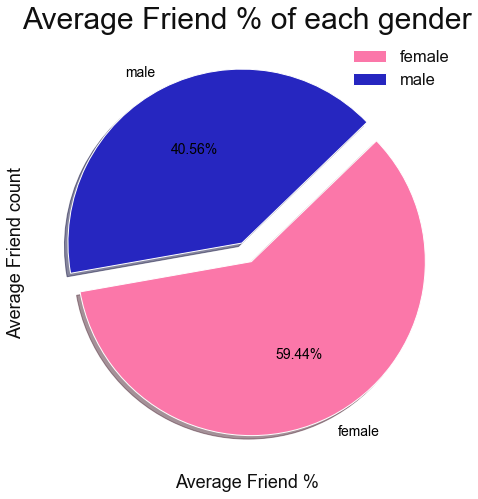 Average Friend % of each gender
female
male
male
40.56%
Average Friend count
59.44%
female
Average Friend %